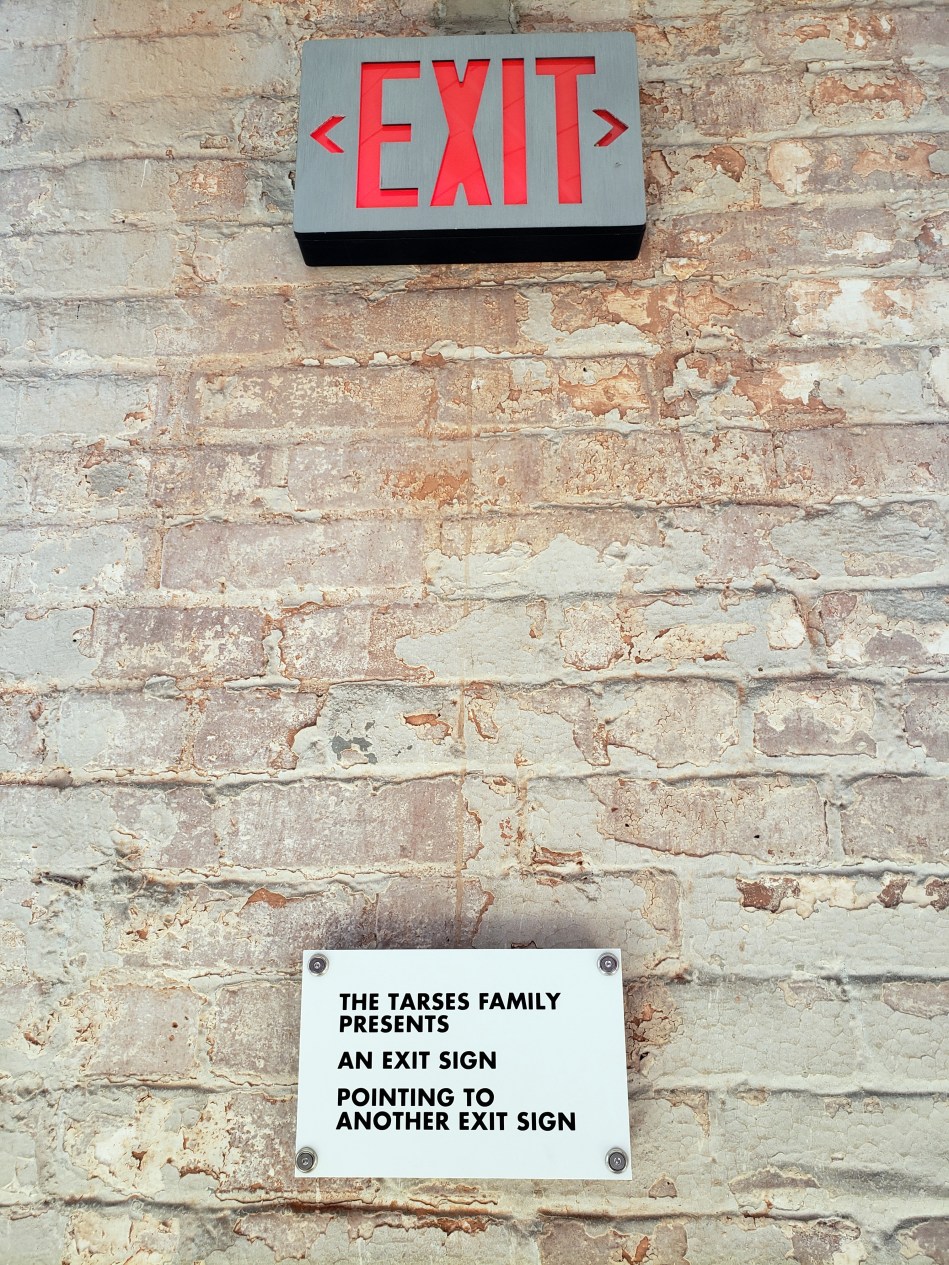 < EXIT >
THE TARSES FAMILY
PRESENTS
AN EXIT SIGN
POINTING TO
ANOTHER EXIT SIGN